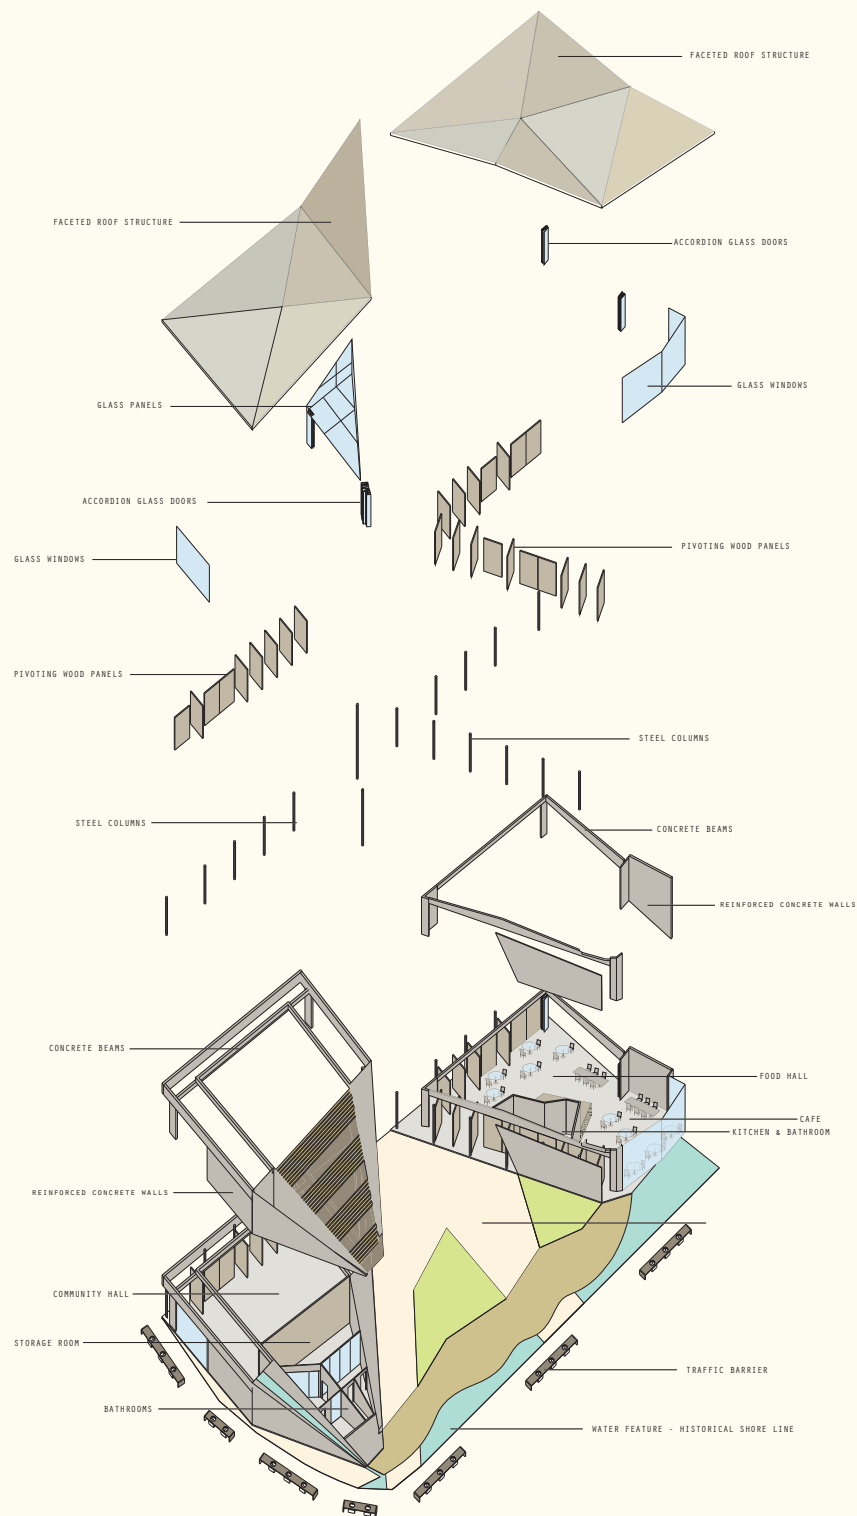 FACETED ROOF STRUCTURE
FACETED ROOF STRUCTURE
ACCORDION GLASS DOORS
GLASS WINDOWS
GLASS PANELS
ACCORDION GLASS DOORS
PIVOTING WOOD PANELS
GLASS WINDOWS
PIVOTING WOOD PANELS
STEEL COLUMNS
STEEL COLUMNS
CONCRETE BEAMS
REINFORCED CONCRETE WALLS
CONCRETE BEAMS
FOOD HALL
CAFE
KITCHEN & BATHROOM
REINFORCED CONCRETE WALLS
COMMUNITY HALL
STORAGE ROOM
TRAFFIC BARRIER
BATHROOMS
WATER FEATURE - HISTORICAL SHORE LINE